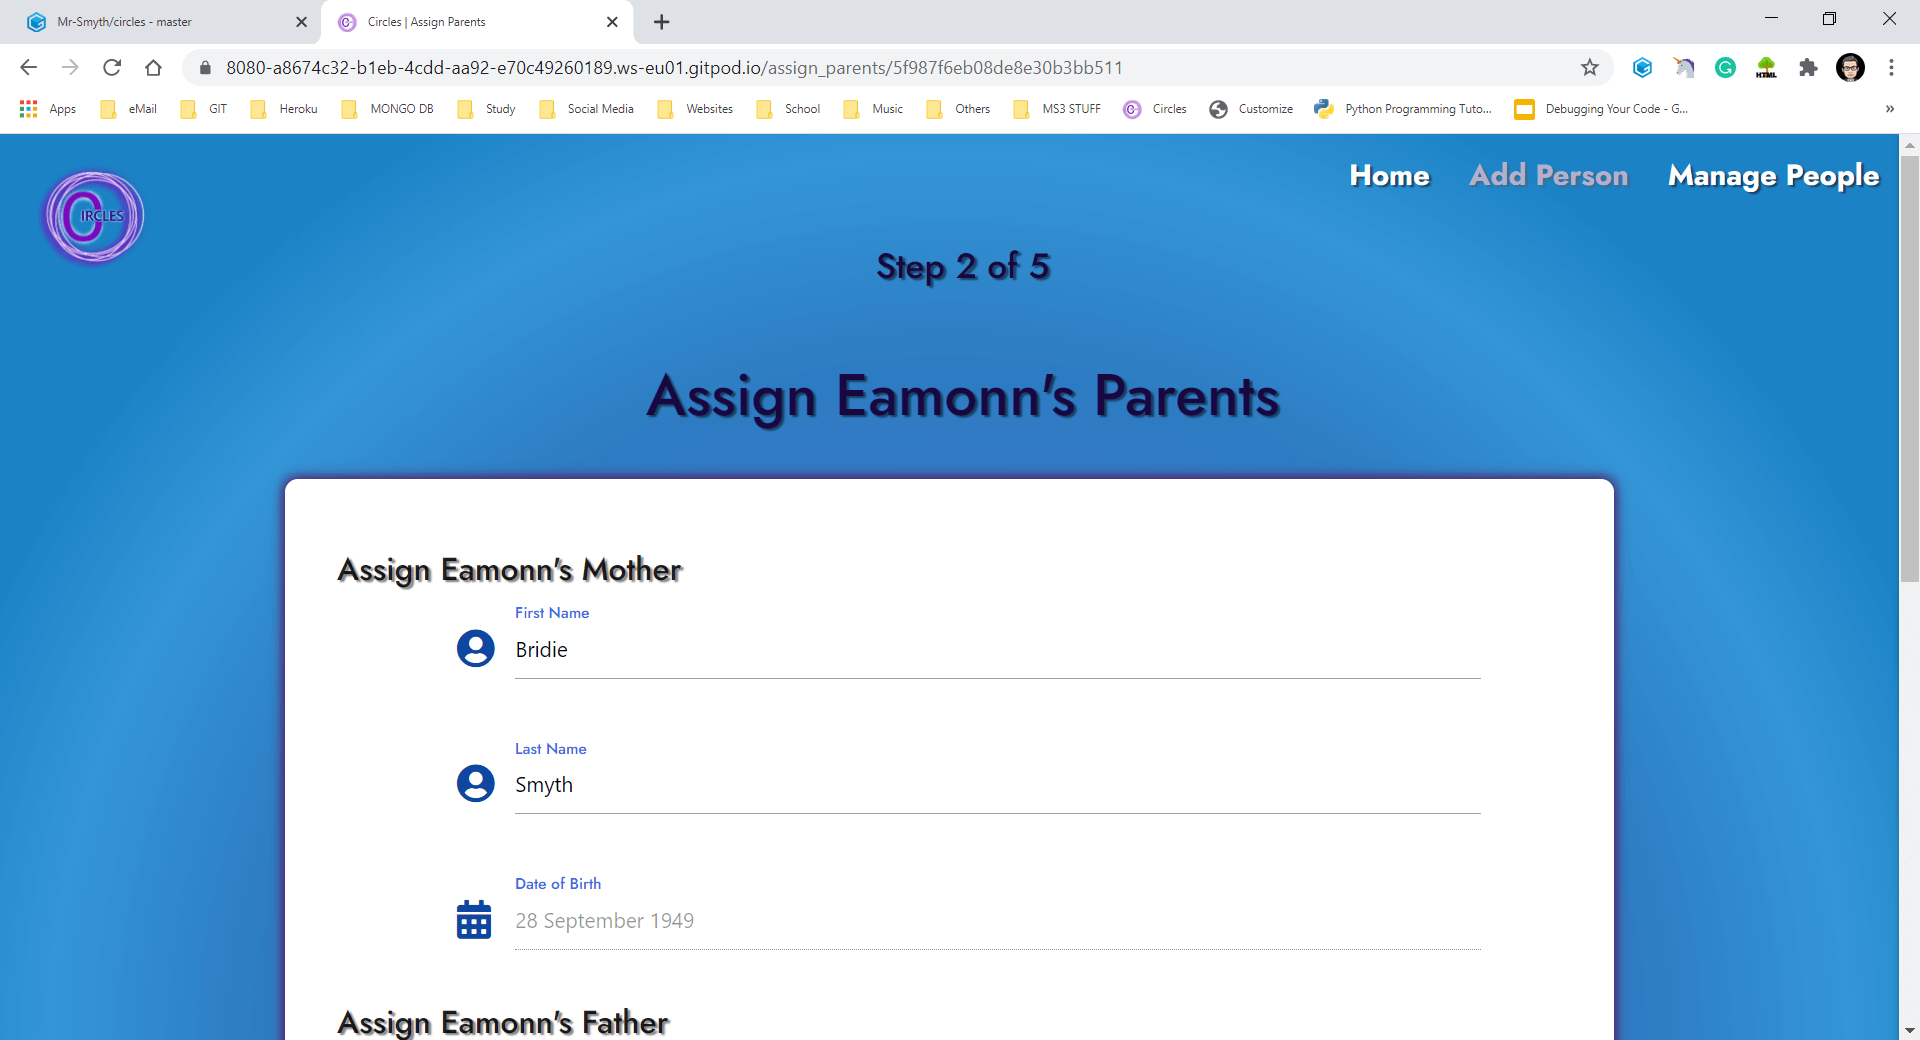 Mr-Smyth/circles - master
Circles | Assign Parents
8080-a8674c32-b1eb-4cdd-aa92-e70c49260189.ws-eu01.gitpod.io/assign_parents/5f987f6eb08de8e30b3bb511
HTML
Apps eMail GIT Heroku MONGO DB Study Social Media Websites School Music Others MS3 STUFF Circles Customize Python Programming Tuto... Debugging Your Code - G... »
CIRCLES
Home Add Person Manage People
Step 2 of 5
Assign Eamonn's Parents
Assign Eamonn's Mother
First Name
Bridie
Last Name
Smyth
Date of Birth
28 September 1949
Assign Eamonn's Father